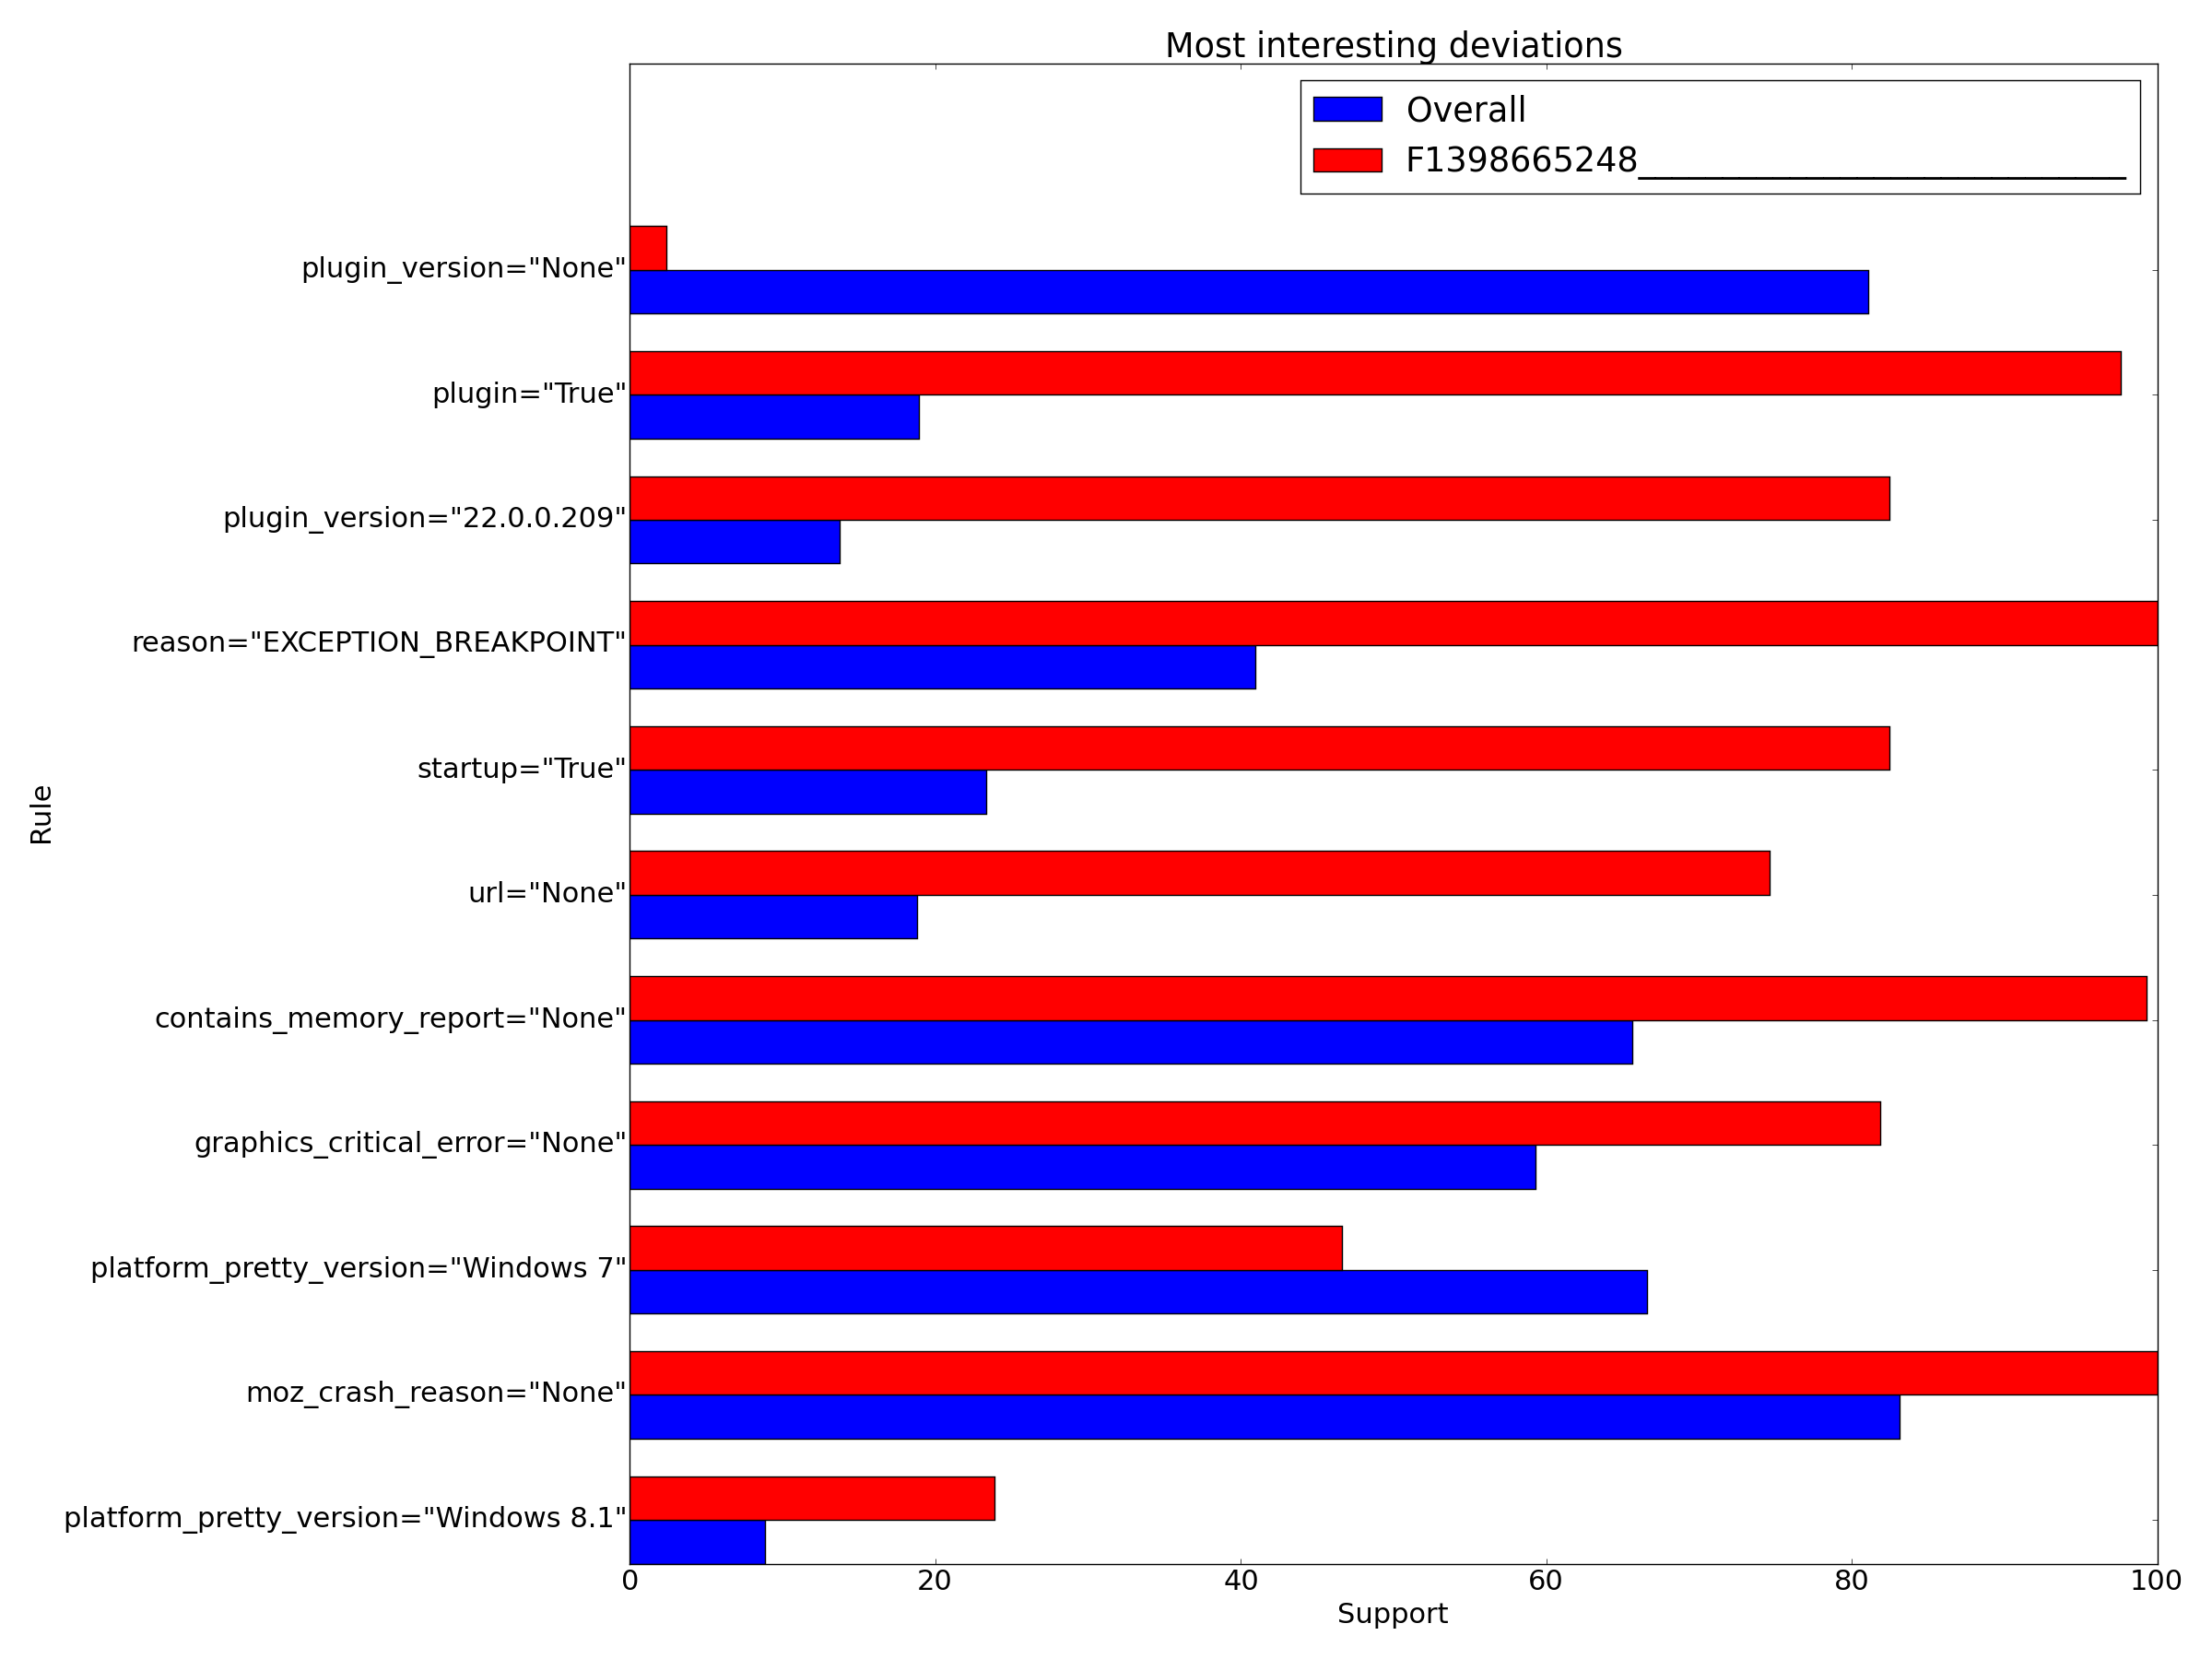 Most interesting deviations
Overall
F1398665248_____________________________
plugin_version="None"
plugin="True"
plugin_version="22.0.0.209"
reason="EXCEPTION_BREAKPOINT"
startup="True"
url="None"
contains_memory_report="None"
graphics_critical_error="None"
platform_pretty_version="Windows 7"
moz_crash_reason="None"
platform_pretty_version="Windows 8.1"
Rule
0 20 40 60 80 100
Support